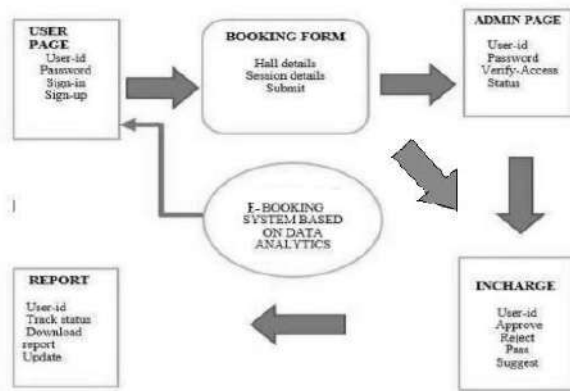 USER
PAGE
User-id
Password
Sign-in
Sign-up
BOOKING FORM
Hall details
Session details
Submit
ADMIN PAGE
User-id
Password
Verify-Access
Status
E-BOOKING
SYSTEM BASED
ON DATA
ANALYTICS
REPORT
User-id
Track status
Download
report
Update
INCHARGE
User-id
Approve
Reject
Pass
Suggest